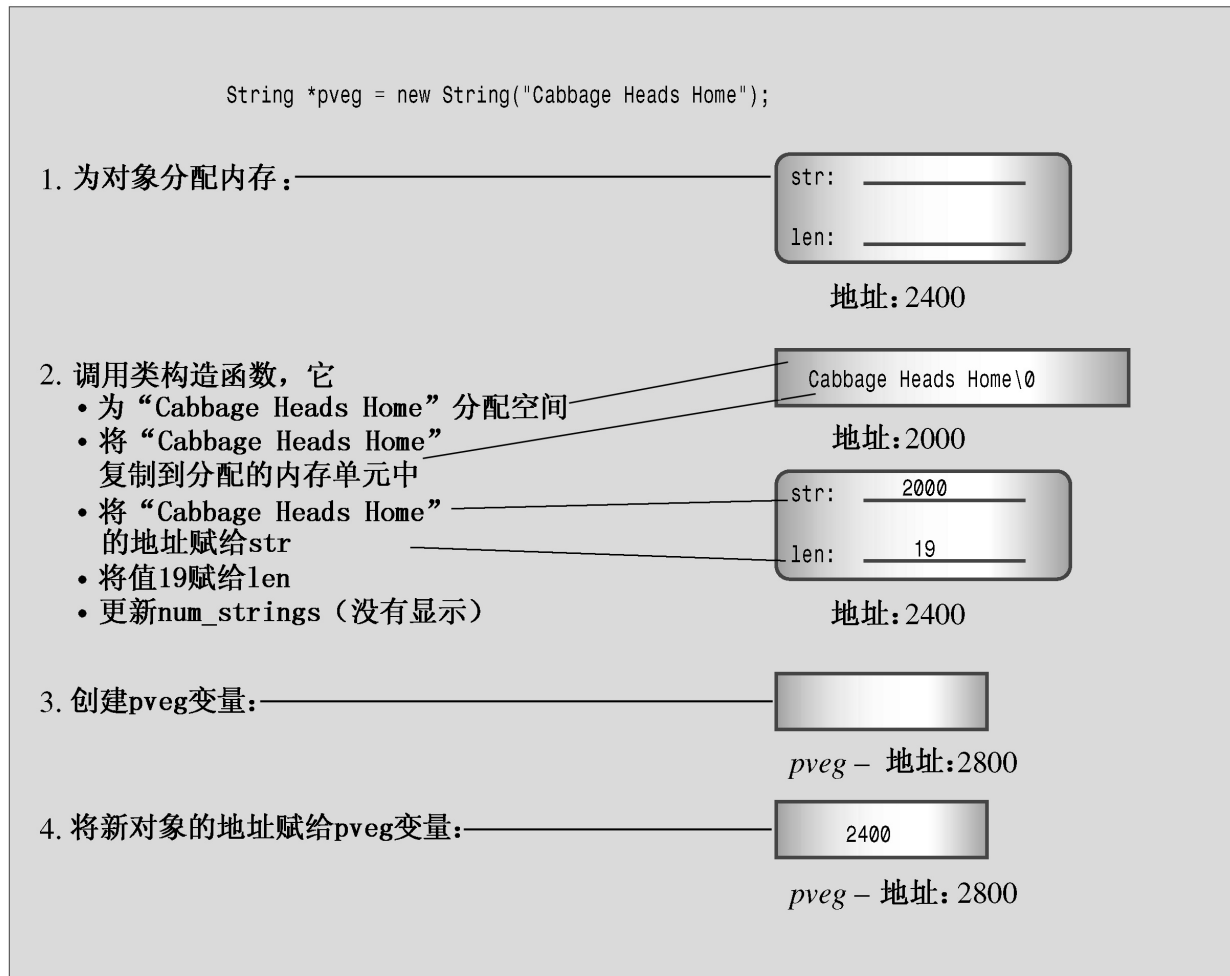 String *pveg = new String("Cabbage Heads Home");
1. 为对象分配内存：
str:
len:
地址：2400
2. 调用类构造函数，它
• 为“Cabbage Heads Home”分配空间
• 将“Cabbage Heads Home”
复制到分配的内存单元中
• 将“Cabbage Heads Home”
的地址赋给str
• 将值19赋给len
• 更新num_strings（没有显示）
Cabbage Heads Home\0
地址：2000
str: 2000
len: 19
地址：2400
3. 创建pveg变量：
pveg – 地址：2800
4. 将新对象的地址赋给pveg变量：
2400
pveg – 地址：2800